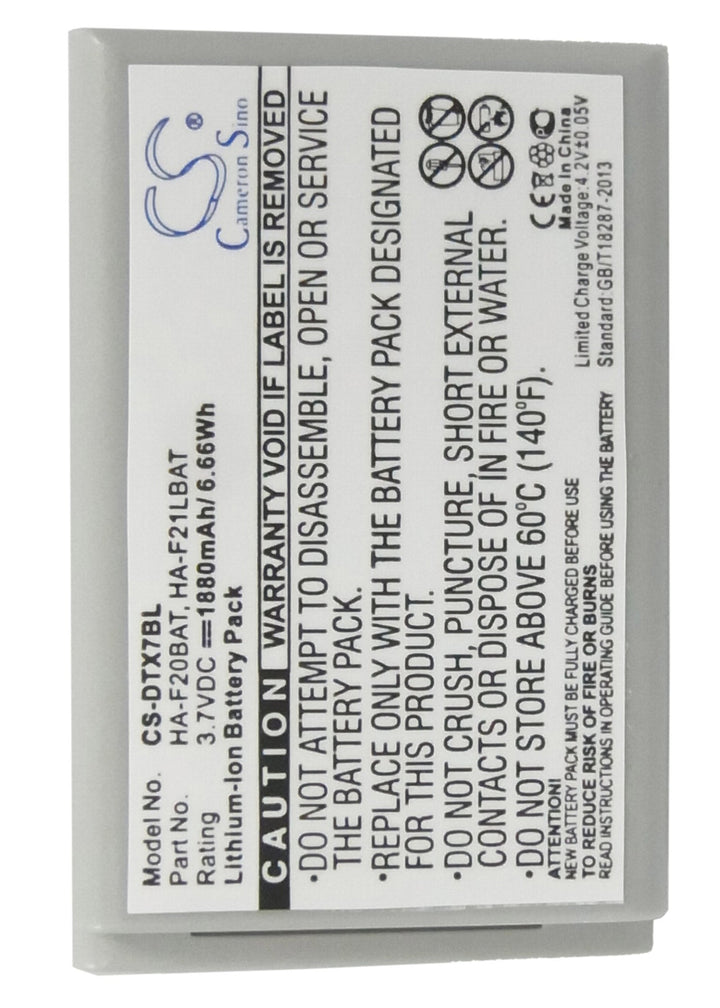 CS®
Cameron Sino
Model No. CS-DTX7BL
Part No. HA-F20BAT, HA-F21LBAT
Rating 3.7VDC 1880mAh/ 6.66Wh
Lithium-Ion Battery Pack
CAUTION WARRANTY VOID IF LABEL IS REMOVED
•DO NOT ATTEMPT TO DISASSEMBLE, OPEN OR SERVICE
THE BATTERY PACK.
•REPLACE ONLY WITH THE BATTERY PACK DESIGNATED
FOR THIS PRODUCT.
•DO NOT CRUSH, PUNCTURE, SHORT EXTERNAL
CONTACTS OR DISPOSE OF IN FIRE OR WATER.
•DO NOT STORE ABOVE 60°C (140°F).
CE PC
Made In China
Limited Charge Voltage:4.2V±0.05V
Standard:GB/T18287-2013
ATTENTION!
NEW BATTERY PACK MUST BE FULLY CHARGED BEFORE USE
TO REDUCE RISK OF FIRE OR BURNS
READ INSTRUCTIONS OPERATING GUIDE BEFORE USING THE BATTERY